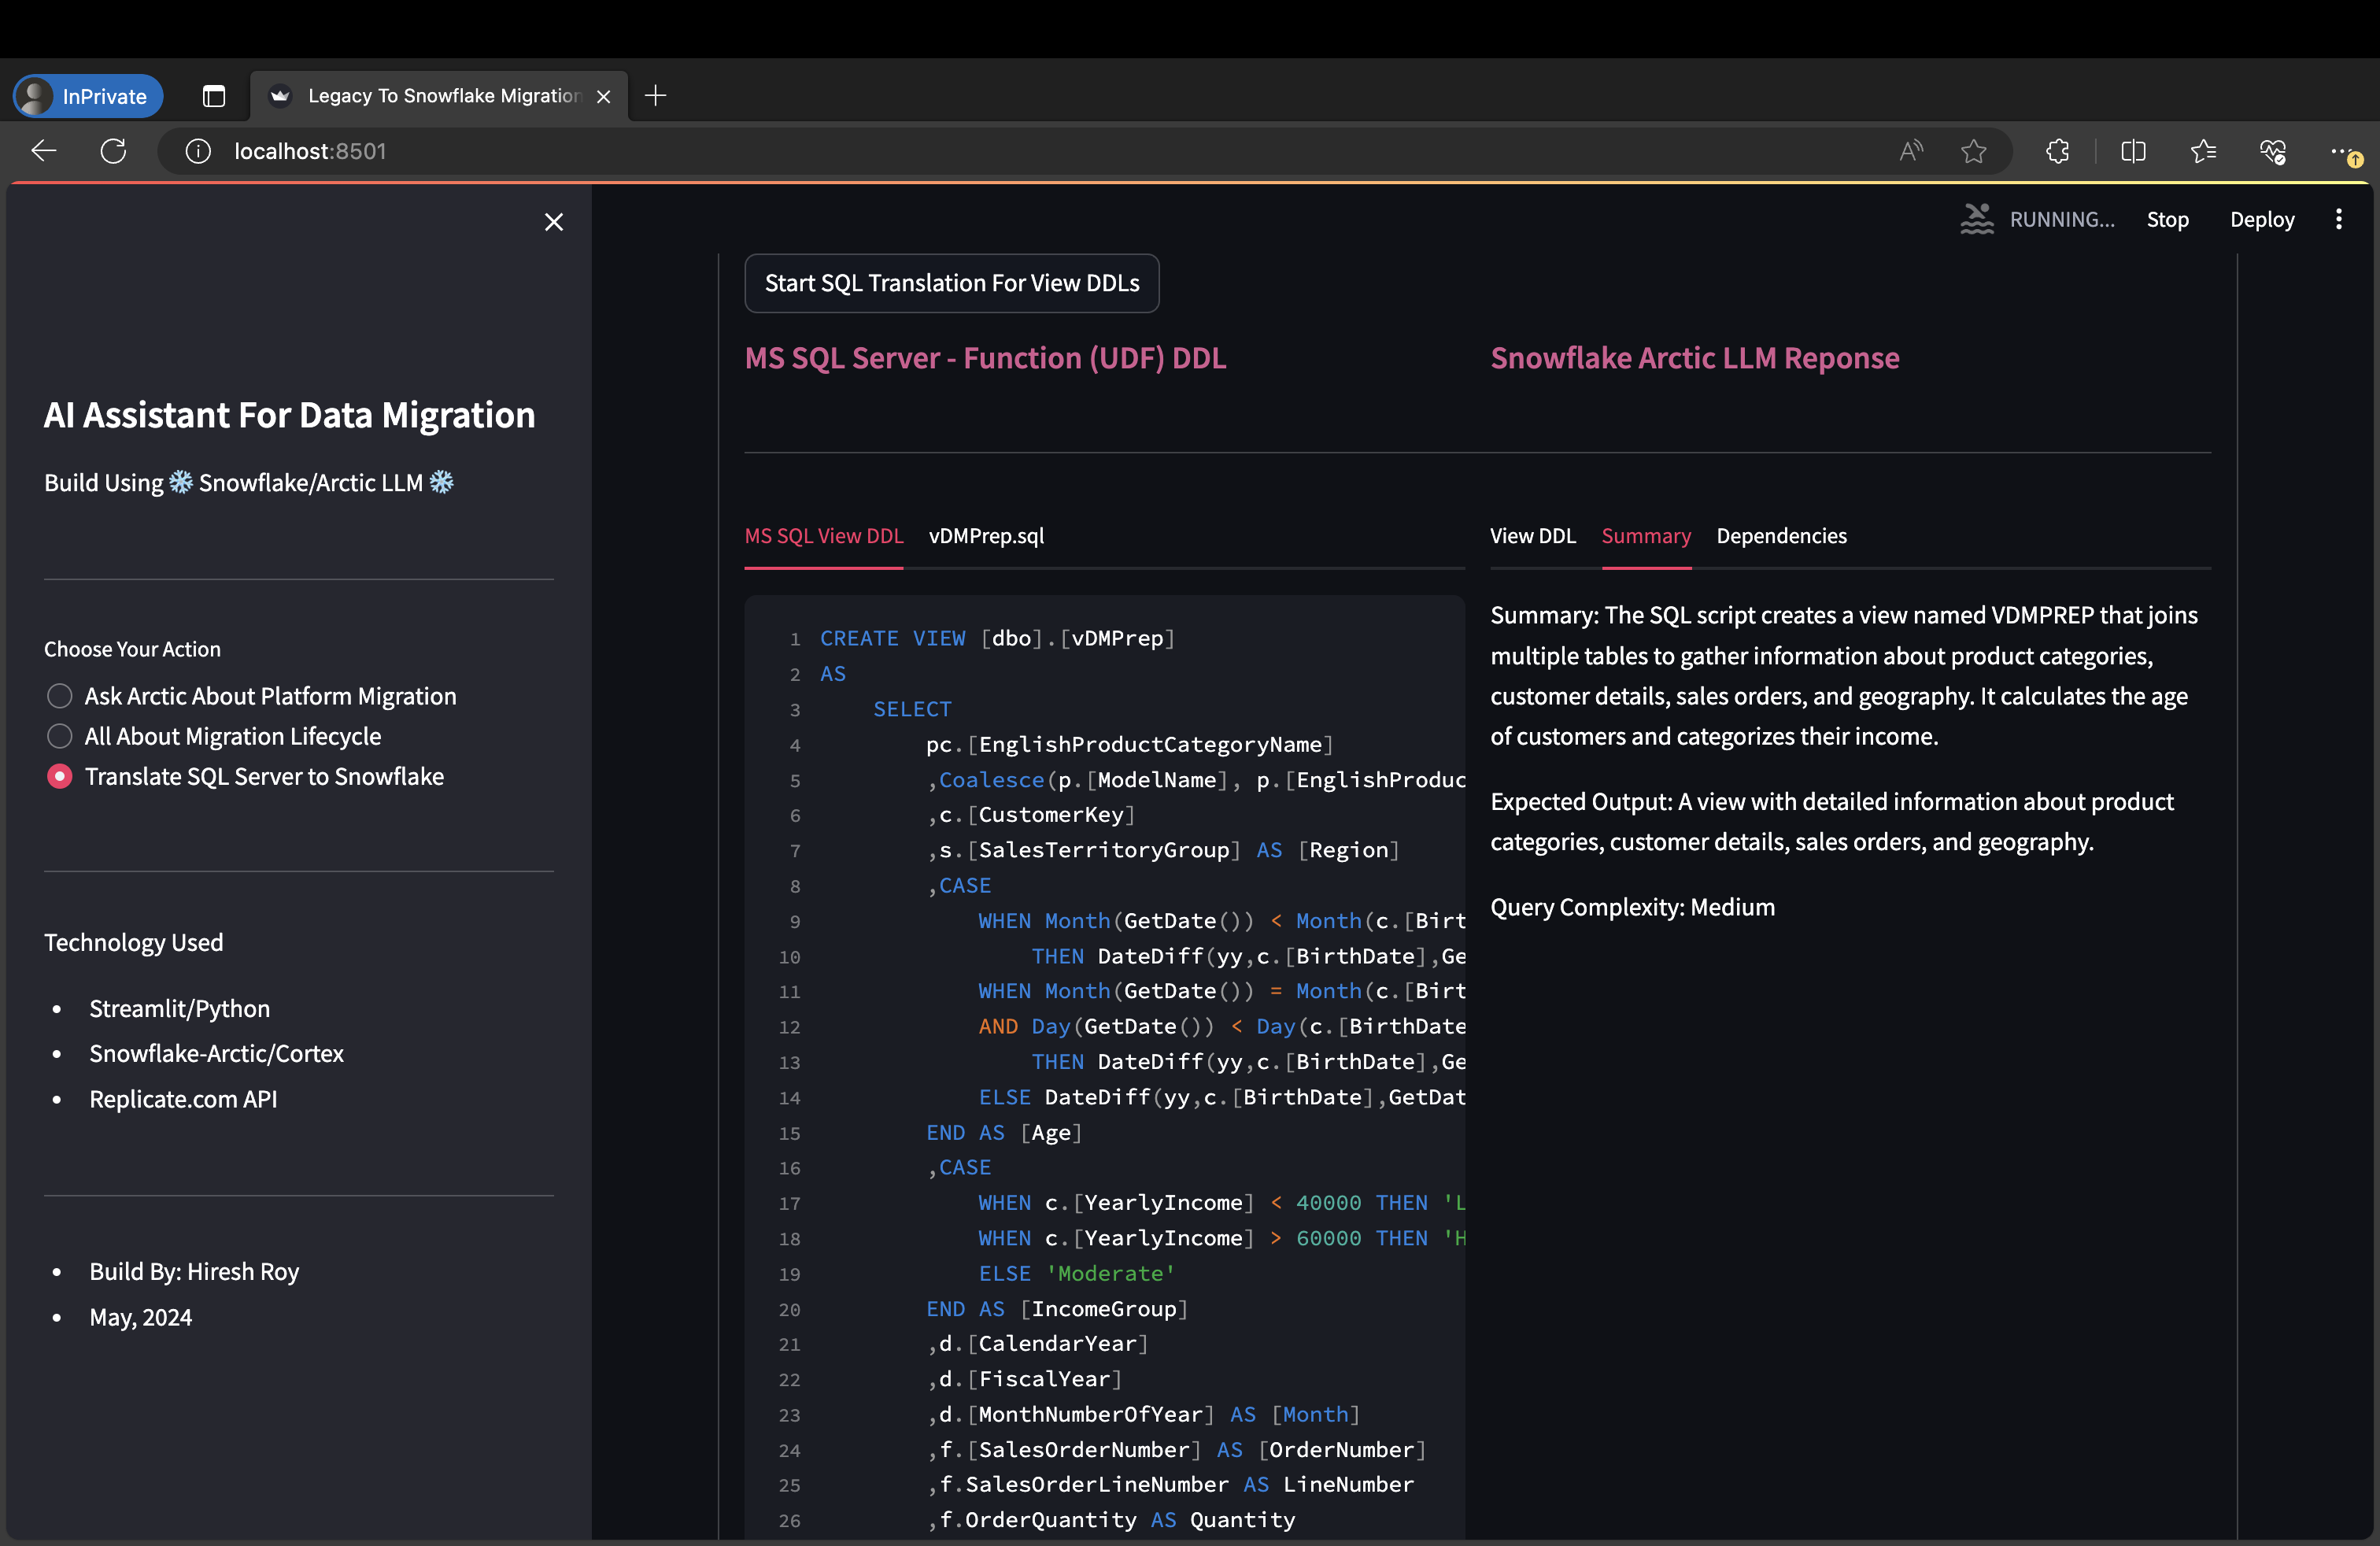 InPrivate
Legacy To Snowflake Migration
localhost:8501
RUNNING...
Stop
Deploy
AI Assistant For Data Migration
Build Using ❄️ Snowflake/Arctic LLM ❄️
Choose Your Action
Ask Arctic About Platform Migration
All About Migration Lifecycle
Translate SQL Server to Snowflake
Technology Used
• Streamlit/Python
• Snowflake-Arctic/Cortex
• Replicate.com API
• Build By: Hiresh Roy
• May, 2024
Start SQL Translation For View DDLs
MS SQL Server - Function (UDF) DDL
MS SQL View DDL vDMPrep.sql
1 CREATE VIEW [dbo].[vDMPrep]
2 AS
3 SELECT
4 pc.[EnglishProductCategoryName]
5 ,Coalesce(p.[ModelName], p.[EnglishProduc
6 ,c.[CustomerKey]
7 ,s.[SalesTerritoryGroup] AS [Region]
8 ,CASE
9 WHEN Month(GetDate()) < Month(c.[Birt
10 THEN DateDiff(yy,c.[BirthDate],Ge
11 WHEN Month(GetDate()) = Month(c.[Birt
12 AND Day(GetDate()) < Day(c.[BirthDate
13 THEN DateDiff(yy,c.[BirthDate],Ge
14 ELSE DateDiff(yy,c.[BirthDate],GetDat
15 END AS [Age]
16 ,CASE
17 WHEN c.[YearlyIncome] < 40000 THEN 'L
18 WHEN c.[YearlyIncome] > 60000 THEN 'H
19 ELSE 'Moderate'
20 END AS [IncomeGroup]
21 ,d.[CalendarYear]
22 ,d.[FiscalYear]
23 ,d.[MonthNumberOfYear] AS [Month]
24 ,f.[SalesOrderNumber] AS [OrderNumber]
25 ,f.SalesOrderLineNumber AS LineNumber
26 ,f.OrderQuantity AS Quantity
Snowflake Arctic LLM Reponse
View DDL Summary Dependencies
Summary: The SQL script creates a view named VDMPREP that joins
multiple tables to gather information about product categories,
customer details, sales orders, and geography. It calculates the age
of customers and categorizes their income.
Expected Output: A view with detailed information about product
categories, customer details, sales orders, and geography.
Query Complexity: Medium